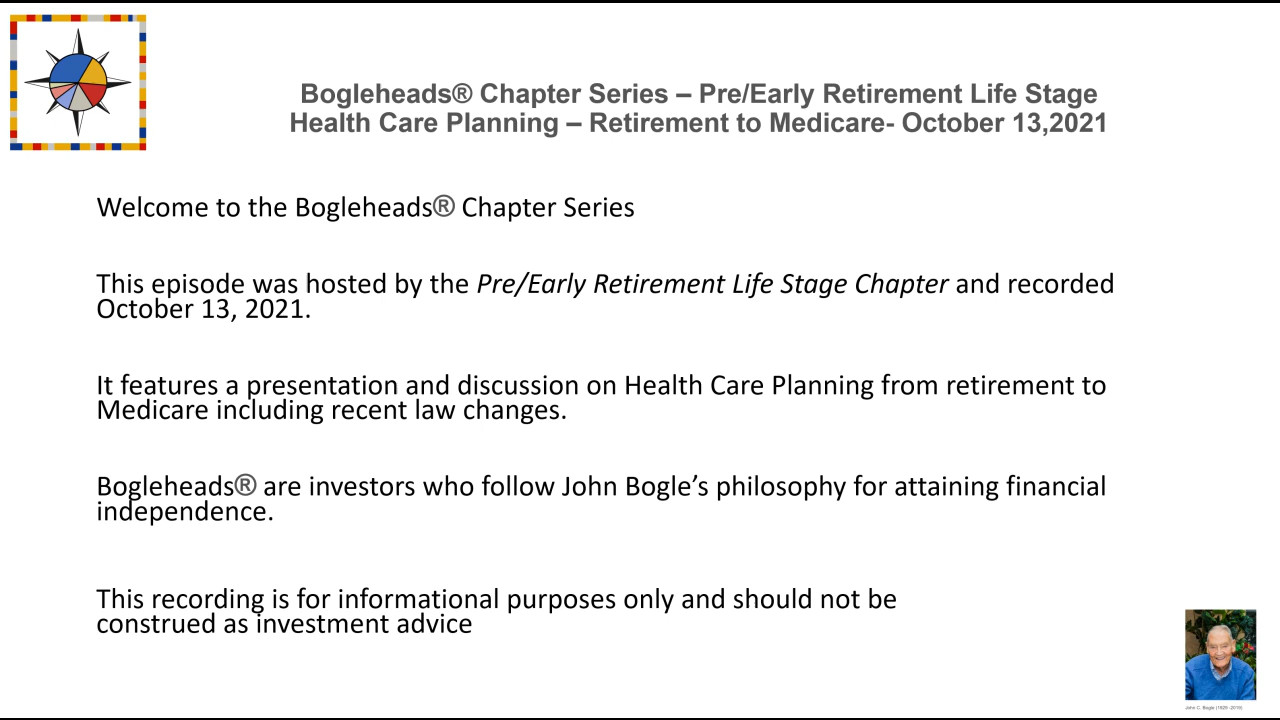 Bogleheads® Chapter Series – Pre/Early Retirement Life Stage
Health Care Planning – Retirement to Medicare- October 13,2021
Welcome to the Bogleheads® Chapter Series
This episode was hosted by the Pre/Early Retirement Life Stage Chapter and recorded
October 13, 2021.
It features a presentation and discussion on Health Care Planning from retirement to
Medicare including recent law changes.
Bogleheads® are investors who follow John Bogle’s philosophy for attaining financial
independence.
This recording is for informational purposes only and should not be
construed as investment advice
John C. Bogle (1929 -2019)